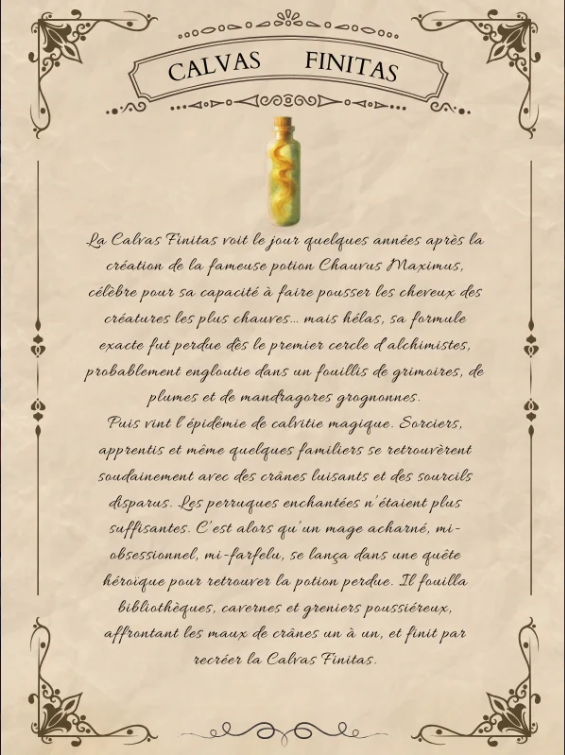 CALVAS FINITAS
La Calvas Finitas voit le jour quelques années après la
création de la fameuse potion Chauvus Maximus,
célèbre pour sa capacité à faire pousser les cheveux des
créatures les plus chauves... mais hélas, sa formule
exacte fut perdue dès le premier cercle d'alchimistes,
probablement engloutie dans un fouillis de grimoires, de
plumes et de mandragores grognonnes.
Puis vint l'épidémie de calvitie magique. Sorciers,
apprentis et même quelques familiers se retrouvèrent
soudainement avec des crânes luisants et des sourcils
disparus. Les perruques enchantées n'étaient plus
suffisantes. C'est alors qu'un mage acharné, mi-
obsessionnel, mi-farfelu, se lança dans une quête
héroïque pour retrouver la potion perdue. Il fouilla
bibliothèques, cavernes et greniers poussiéreux,
affrontant les maux de crânes un à un, et finit par
recréer la Calvas Finitas.